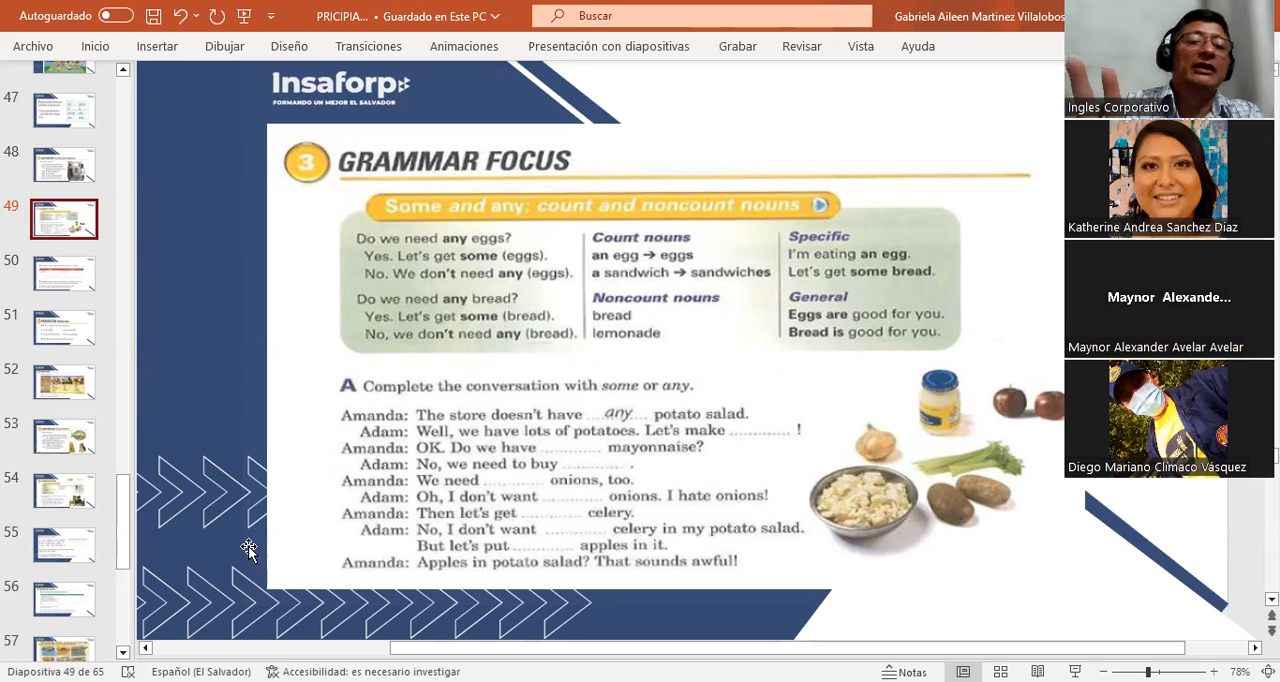 Autoguardado
PRICIPIA... • Guardado en Este PC
Buscar
Gabriela Aileen Martinez Villalobos
Archivo Inicio Insertar Dibujar Diseño Transiciones Animaciones Presentación con diapositivas Grabar Revisar Vista Ayuda
47
48
49
50
51
52
53
54
55
56
57
Insaforp
FORMANDO UN MEJOR EL SALVADOR
3 GRAMMAR FOCUS
Some and any; count and noncount nouns
Do we need any eggs?
Yes. Let's get some (eggs).
No. We don't need any (eggs).
Do we need any bread?
Yes. Let's get some (bread).
No, we don't need any (bread).
Count nouns
an egg → eggs
a sandwich → sandwiches
Noncount nouns
bread
lemonade
Specific
I'm eating an egg.
Let's get some bread.
General
Eggs are good for you.
Bread is good for you.
A Complete the conversation with some or any.
Amanda: The store doesn't have ....any.... potato salad.
Adam: Well, we have lots of potatoes. Let's make ............ !
Amanda: OK. Do we have ............ mayonnaise?
Adam: No, we need to buy ............ .
Amanda: We need ............ onions, too.
Adam: Oh, I don't want ............ onions. I hate onions!
Amanda: Then let's get ............ celery.
Adam: No, I don't want ............ celery in my potato salad.
But let's put ............ apples in it.
Amanda: Apples in potato salad? That sounds awful!
Ingles Corporativo
Katherine Andrea Sanchez Diaz
Maynor Alexande...
Maynor Alexander Avelar Avelar
Diego Mariano Climaco Vásquez
Diapositiva 49 de 65
Español (El Salvador)
Accesibilidad: es necesario investigar
Notas
78%